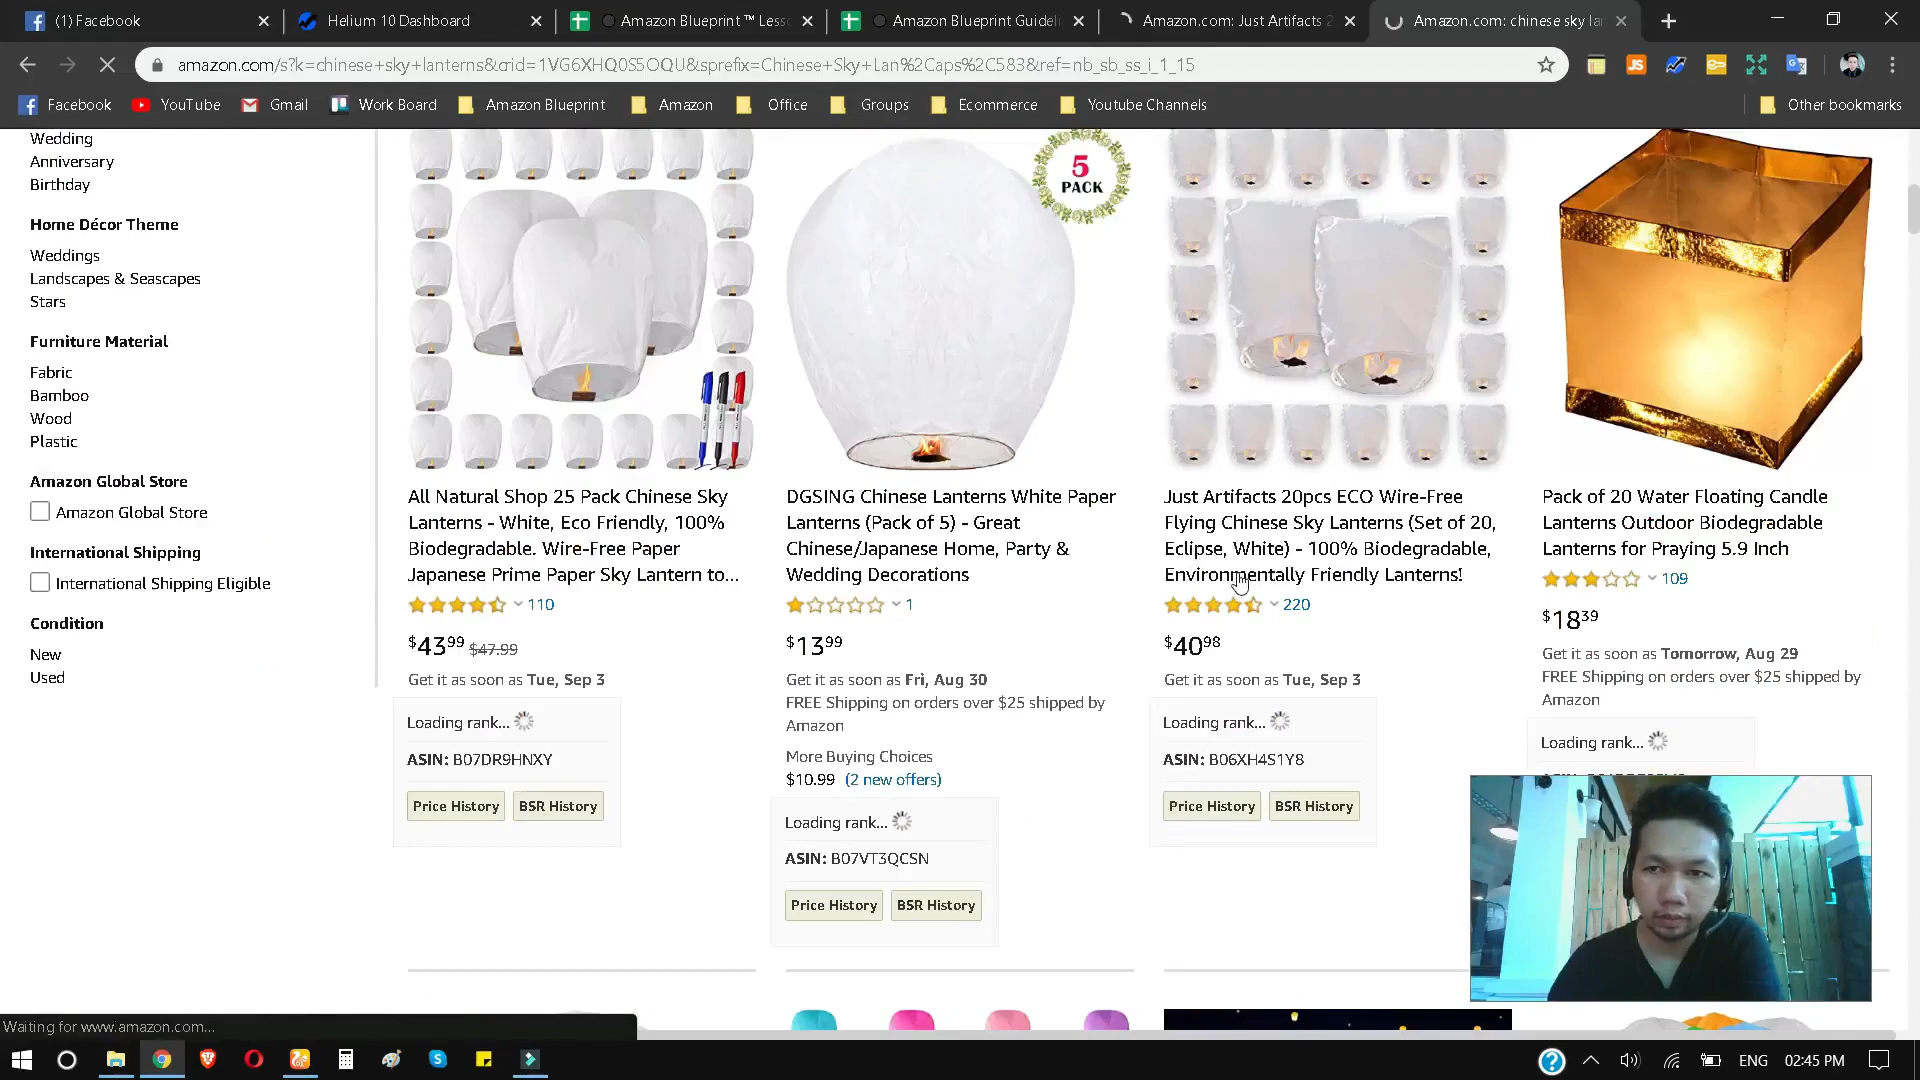 (1) Facebook
Helium 10 Dashboard
Amazon Blueprint ™ Less
Amazon Blueprint Guideli
Amazon.com: Just Artifacts 2
Amazon.com: chinese sky la
amazon.com/s?k=chinese+sky+lanterns&crid=1VG6XHQ0S5OQU&sprefix=Chinese+Sky+Lan%2Caps%2C583&ref=nb_sb_ss_i_1_15
Facebook
YouTube
Gmail
Work Board
Amazon Blueprint
Amazon
Office
Groups
Ecommerce
Youtube Channels
Other bookmarks
Wedding
Anniversary
Birthday
Home Décor Theme
Weddings
Landscapes & Seascapes
Stars
Furniture Material
Fabric
Bamboo
Wood
Plastic
Amazon Global Store
Amazon Global Store
International Shipping
International Shipping Eligible
Condition
New
Used
All Natural Shop 25 Pack Chinese Sky
Lanterns - White, Eco Friendly, 100%
Biodegradable. Wire-Free Paper
Japanese Prime Paper Sky Lantern to...
110
$43.99 $47.99
Get it as soon as Tue, Sep 3
Loading rank...
ASIN: B07DR9HNXY
Price History
BSR History
5
PACK
DGSING Chinese Lanterns White Paper
Lanterns (Pack of 5) - Great
Chinese/Japanese Home, Party &
Wedding Decorations
1
$13.99
Get it as soon as Fri, Aug 30
FREE Shipping on orders over $25 shipped by
Amazon
More Buying Choices
$10.99 (2 new offers)
Loading rank...
ASIN: B07VT3QCSN
Price History
BSR History
Just Artifacts 20pcs ECO Wire-Free
Flying Chinese Sky Lanterns (Set of 20,
Eclipse, White) - 100% Biodegradable,
Environmentally Friendly Lanterns!
220
$40.98
Get it as soon as Tue, Sep 3
Loading rank...
ASIN: B06XH4S1Y8
Price History
BSR History
Pack of 20 Water Floating Candle
Lanterns Outdoor Biodegradable
Lanterns for Praying 5.9 Inch
109
$18.39
Get it as soon as Tomorrow, Aug 29
FREE Shipping on orders over $25 shipped by
Amazon
Loading rank...
Waiting for www.amazon.com...
ENG
02:45 PM